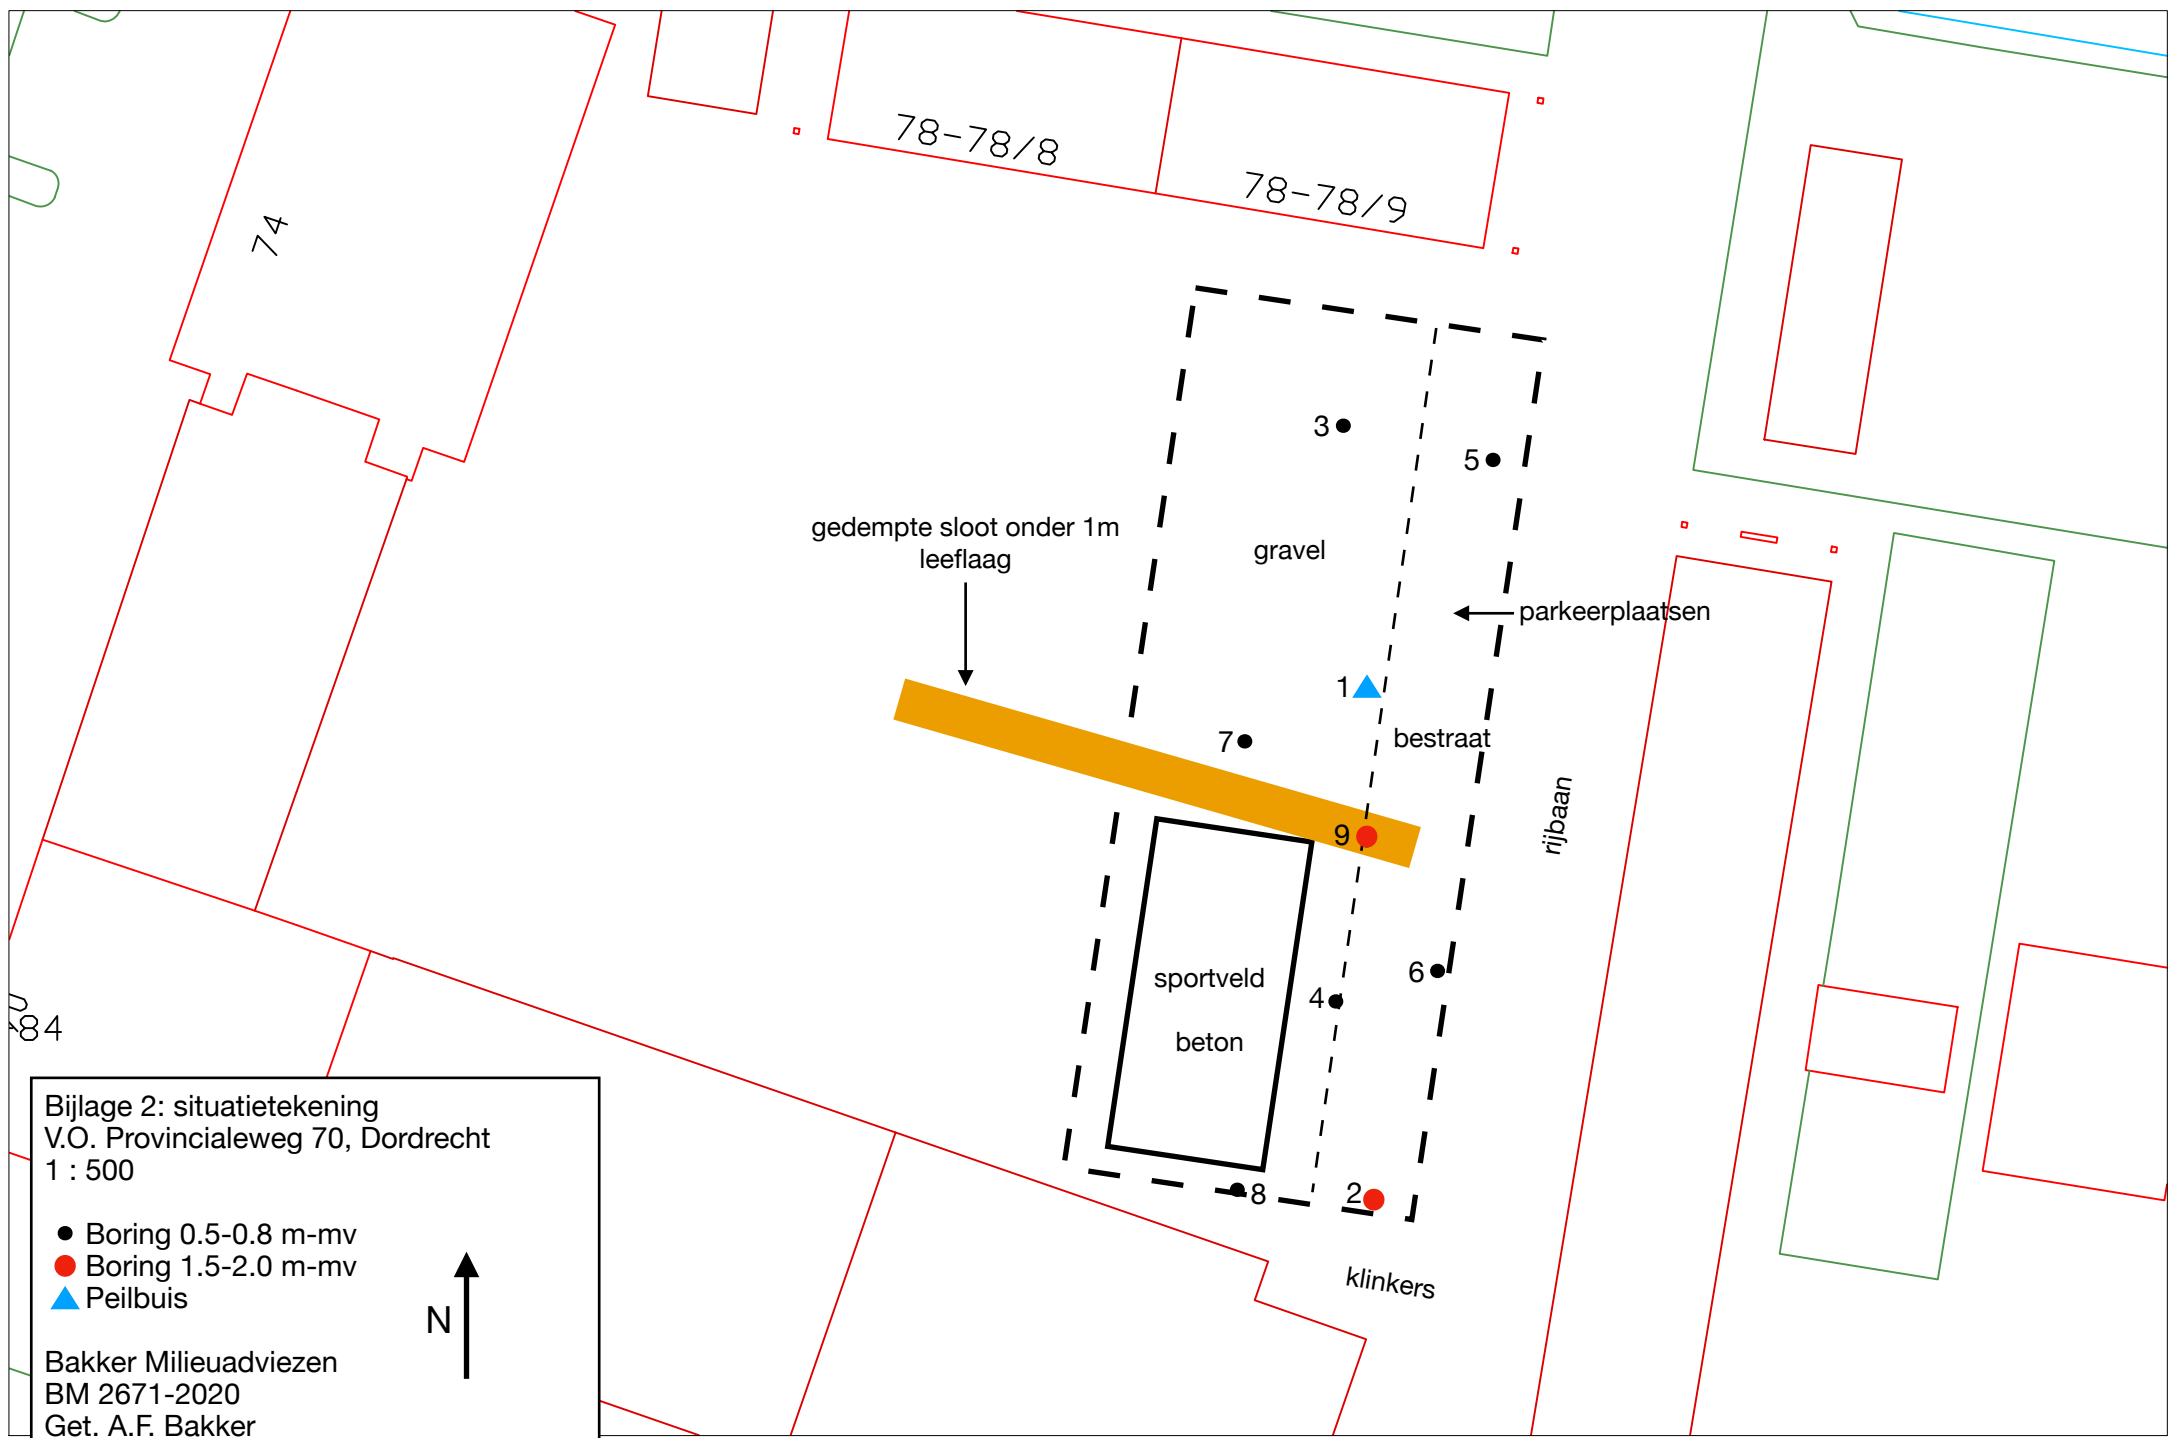 78-78/8
78-78/9
74
3
5
gedempte sloot onder 1m
leeflaag
gravel
parkeerplaatsen
1
7
bestraat
rijbaan
9
sportveld
beton
6
4
84
8
2
klinkers
Bijlage 2: situatietekening
V.O. Provincialeweg 70, Dordrecht
1 : 500
Boring 0.5-0.8 m-mv
Boring 1.5-2.0 m-mv
Peilbuis
N
Bakker Milieuadviezen
BM 2671-2020
Get. A.F. Bakker